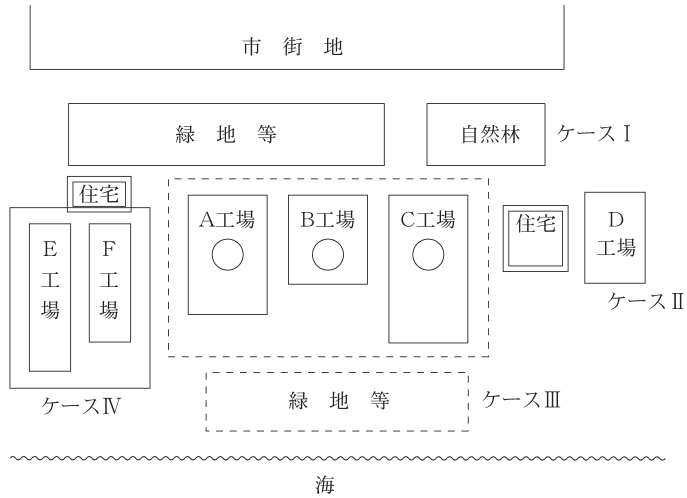 市街地
緑地等
自然林
ケースⅠ
住宅
A工場
B工場
C工場
住宅
D
工場
ケースⅡ
E
工
場
F
工
場
ケースⅣ
緑地等
ケースⅢ
海